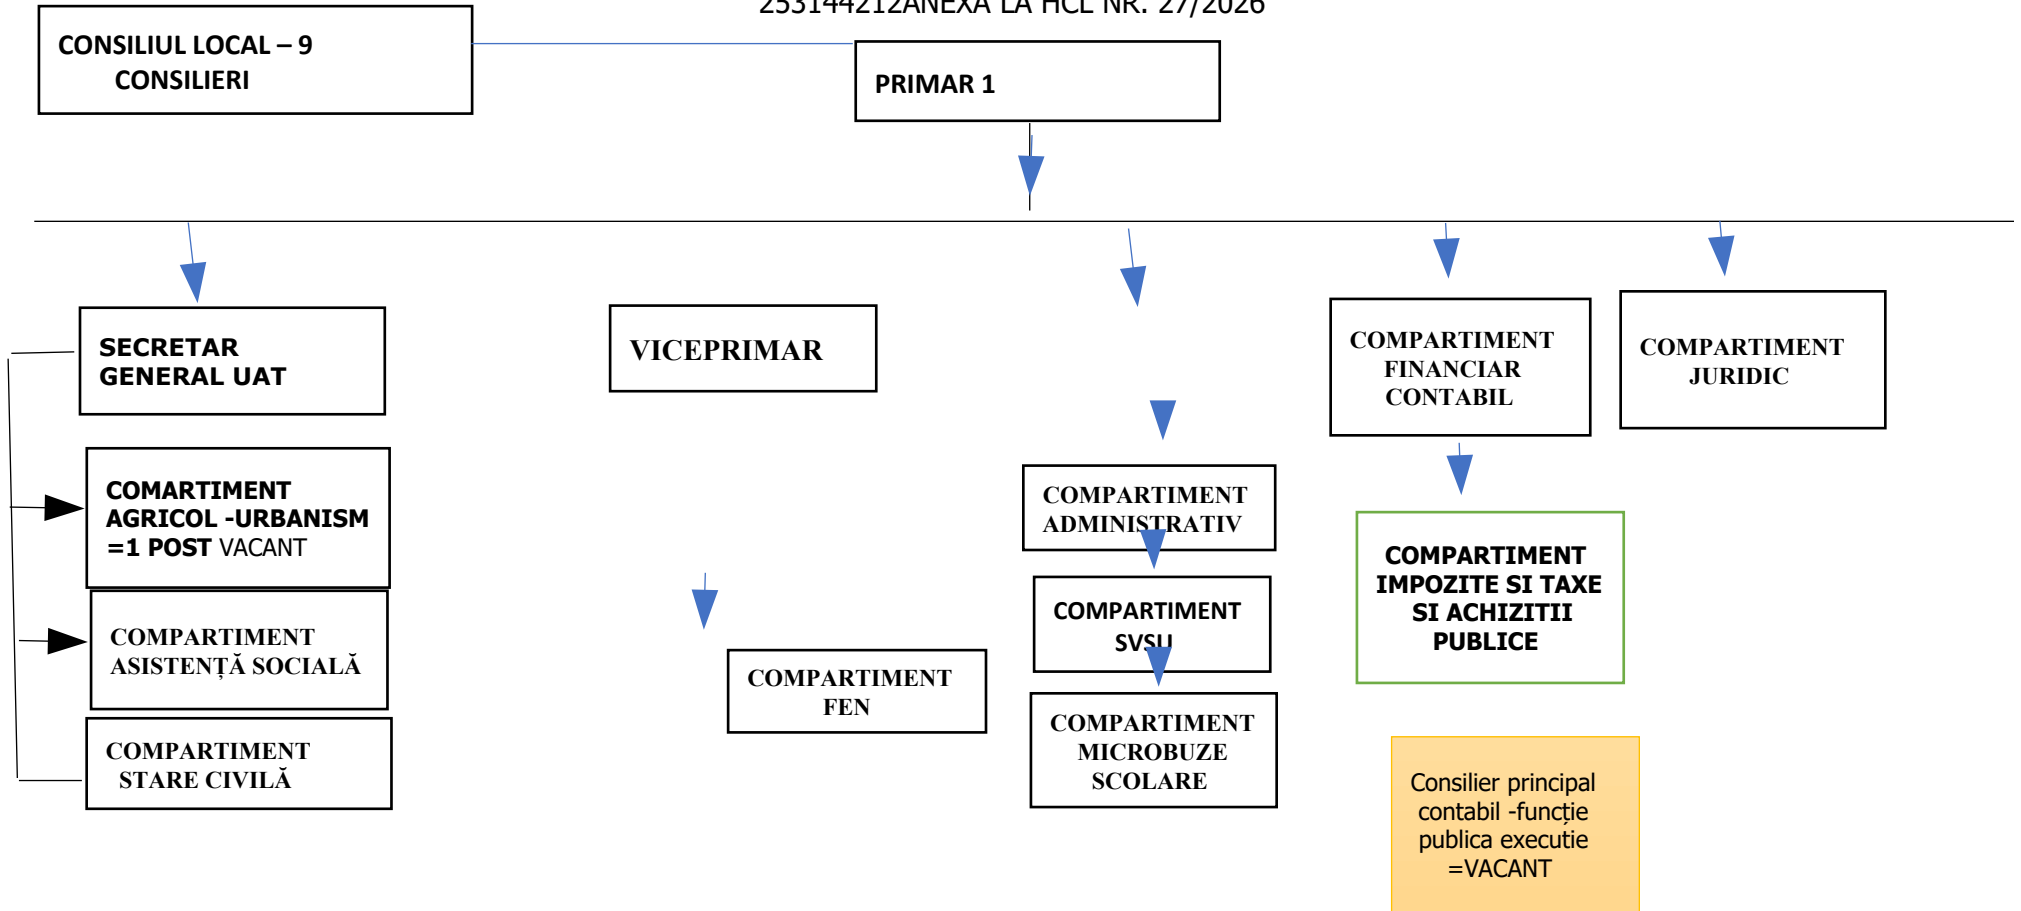 253144212ANEXA LA HCL NR. 27/2026
CONSILIUL LOCAL – 9
CONSILIERI
PRIMAR 1
SECRETAR
GENERAL UAT
VICEPRIMAR
COMPARTIMENT
FINANCIAR
CONTABIL
COMPARTIMENT
JURIDIC
COMARTIMENT
AGRICOL -URBANISM
=1 POST VACANT
COMPARTIMENT
ADMINISTRATIV
COMPARTIMENT
IMPOZITE SI TAXE
SI ACHIZITII
PUBLICE
COMPARTIMENT
ASISTENȚĂ SOCIALĂ
COMPARTIMENT
SVSU
COMPARTIMENT
FEN
COMPARTIMENT
MICROBUZE
SCOLARE
COMPARTIMENT
STARE CIVILĂ
Consilier principal
contabil -funcție
publica executie
=VACANT